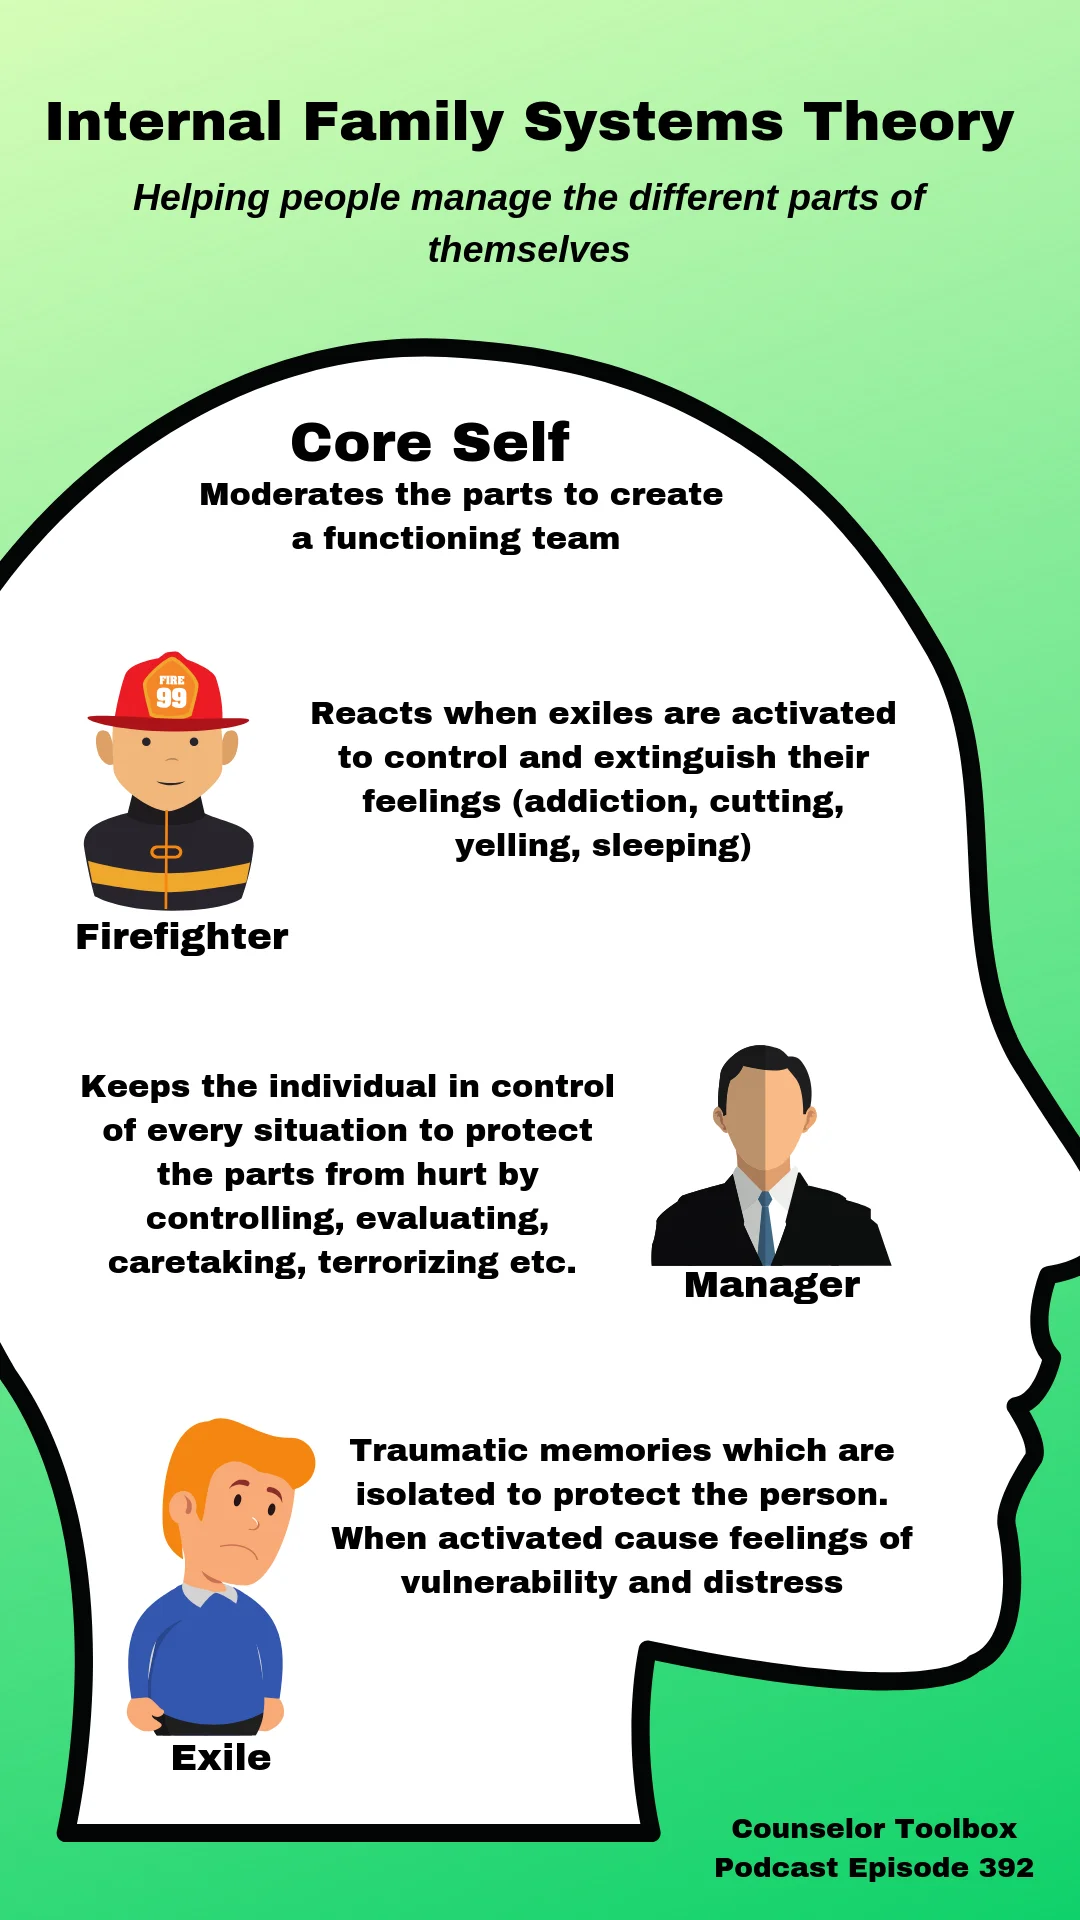 Internal Family Systems Theory
Helping people manage the different parts of
themselves
Core Self
Moderates the parts to create
a functioning team
FIRE
99
Reacts when exiles are activated
to control and extinguish their
feelings (addiction, cutting,
yelling, sleeping)
Firefighter
Keeps the individual in control
of every situation to protect
the parts from hurt by
controlling, evaluating,
caretaking, terrorizing etc.
Manager
Traumatic memories which are
isolated to protect the person.
When activated cause feelings of
vulnerability and distress
Exile
Counselor Toolbox
Podcast Episode 392